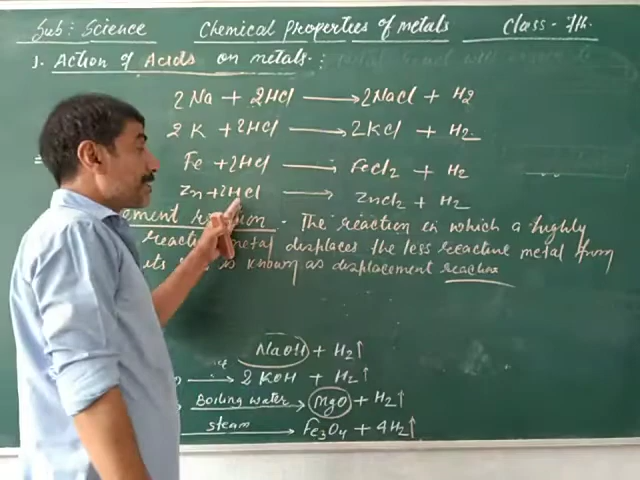 Sub: Science Chemical Properties of metals Class - 7th.
1. Action of Acids on metals. :
2Na + 2HCl → 2NaCl + H2
2K + 2HCl → 2KCl + H2
Fe + 2HCl → FeCl2 + H2
Zn + 2HCl → ZnCl2 + H2
The reaction in which a highly
metal displaces the less reactive metal from
its is known as displacement reaction
NaOH + H2↑
→ 2 KOH + H2↑
Boiling water → MgO + H2↑
steam → Fe3O4 + 4H2↑